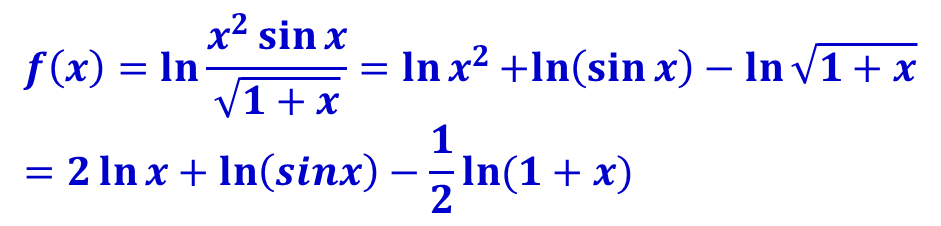 f(x) = ln x² sin x / √1 + x = ln x² +ln(sin x) − ln √1 + x
= 2 ln x + ln(sinx) − 1/2 ln(1 + x)